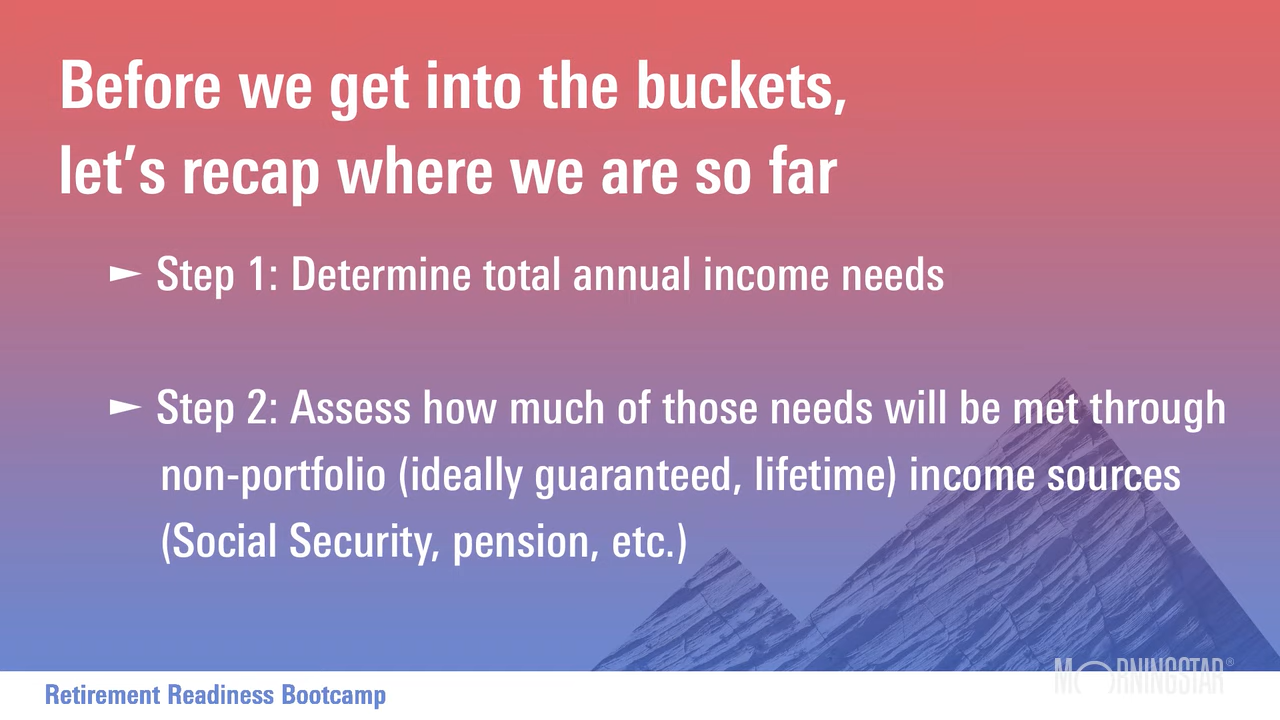 Before we get into the buckets,
let’s recap where we are so far
► Step 1: Determine total annual income needs
► Step 2: Assess how much of those needs will be met through
non-portfolio (ideally guaranteed, lifetime) income sources
(Social Security, pension, etc.)
MORNINGSTAR®
Retirement Readiness Bootcamp